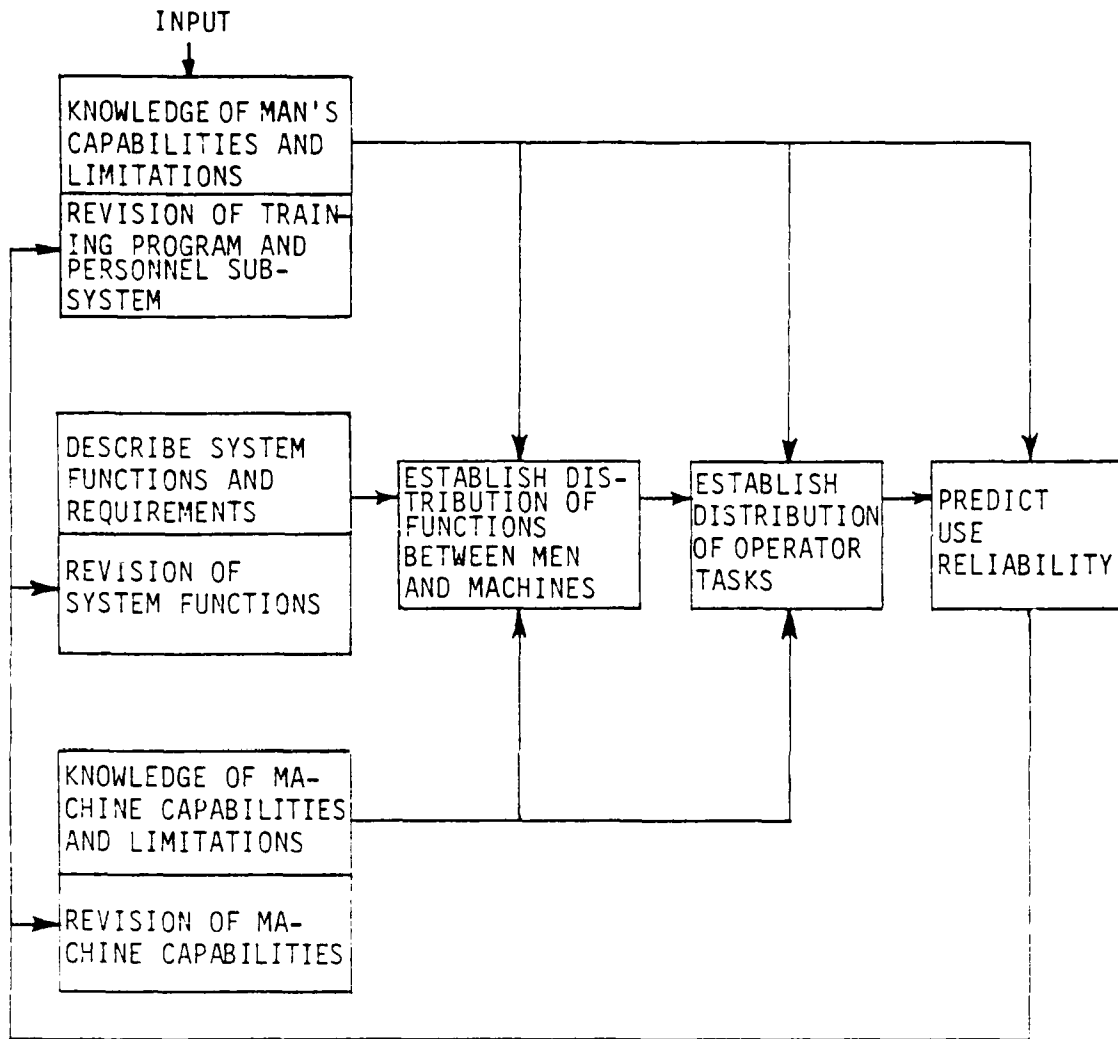 INPUT
KNOWLEDGE OF MAN'S
CAPABILITIES AND
LIMITATIONS
REVISION OF TRAIN-
ING PROGRAM AND
PERSONNEL SUB-
SYSTEM
DESCRIBE SYSTEM
FUNCTIONS AND
REQUIREMENTS
REVISION OF
SYSTEM FUNCTIONS
ESTABLISH DIS-
TRIBUTION OF
FUNCTIONS
BETWEEN MEN
AND MACHINES
ESTABLISH
DISTRIBUTION
OF OPERATOR
TASKS
PREDICT
USE
RELIABILITY
KNOWLEDGE OF MA-
CHINE CAPABILITIES
AND LIMITATIONS
REVISION OF MA-
CHINE CAPABILITIES